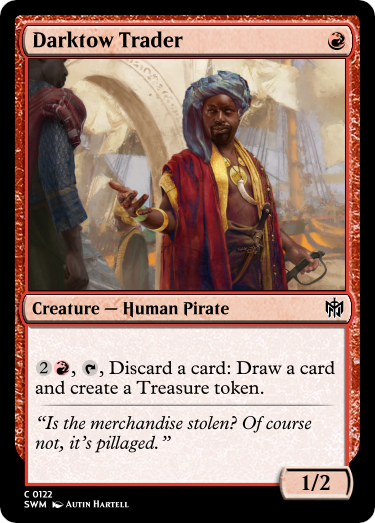 Darktow Trader
Creature — Human Pirate
2, , Discard a card: Draw a card
and create a Treasure token.
“Is the merchandise stolen? Of course
not, it’s pillaged.”
1/2
C 0122
SWM Autin Hartell